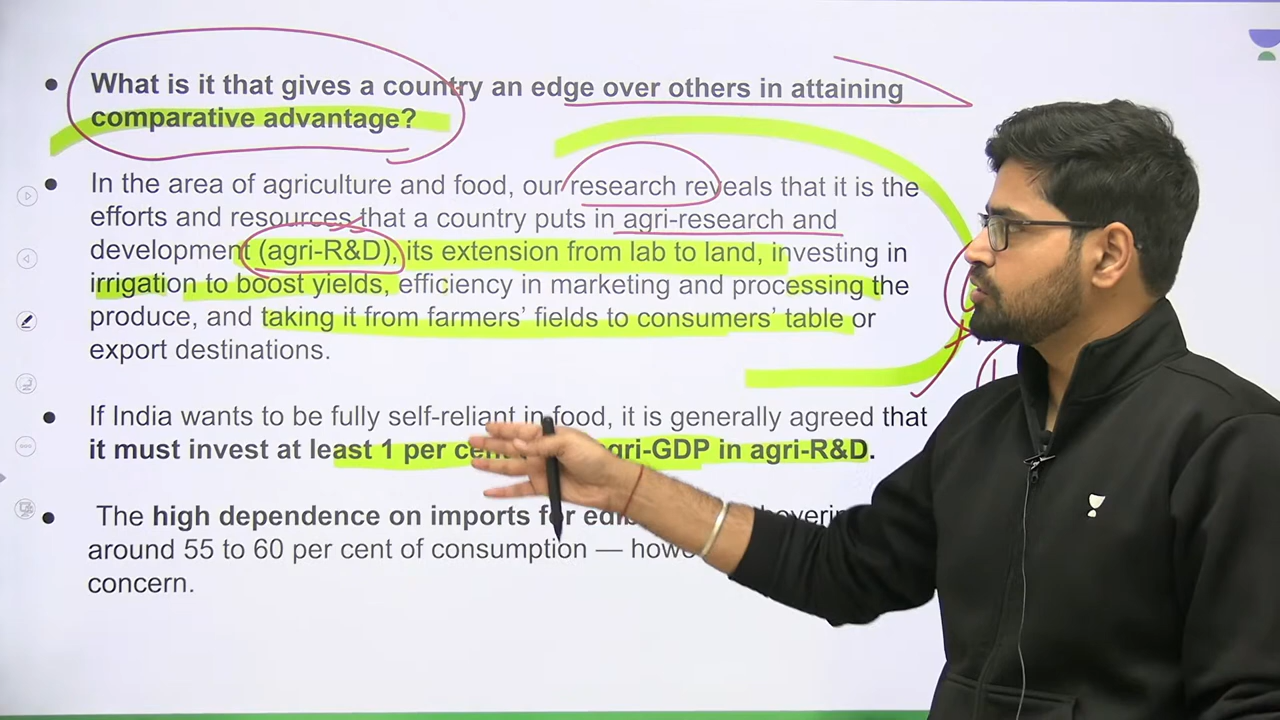 What is it that gives a country an edge over others in attaining
comparative advantage?
In the area of agriculture and food, our research reveals that it is the
efforts and resources that a country puts in agri-research and
development (agri-R&D), its extension from lab to land, investing in
irrigation to boost yields, efficiency in marketing and processing the
produce, and taking it from farmers' fields to consumers' table or
export destinations.
If India wants to be fully self-reliant in food, it is generally agreed that
it must invest at least 1 per agri-GDP in agri-R&D.
The high dependence on imports for
around 55 to 60 per cent of consumption —
concern.